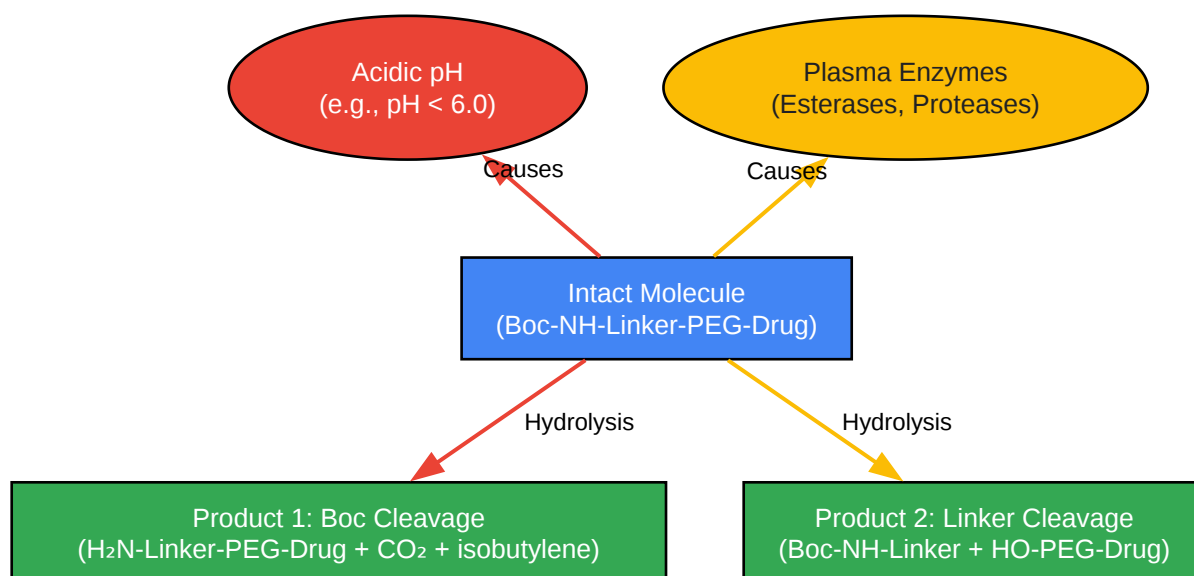 Acidic pH
(e.g., pH < 6.0)
Plasma Enzymes
(Esterases, Proteases)
Causes
Causes
Intact Molecule
(Boc-NH-Linker-PEG-Drug)
Hydrolysis
Hydrolysis
Product 1: Boc Cleavage
(H₂N-Linker-PEG-Drug + CO₂ + isobutylene)
Product 2: Linker Cleavage
(Boc-NH-Linker + HO-PEG-Drug)